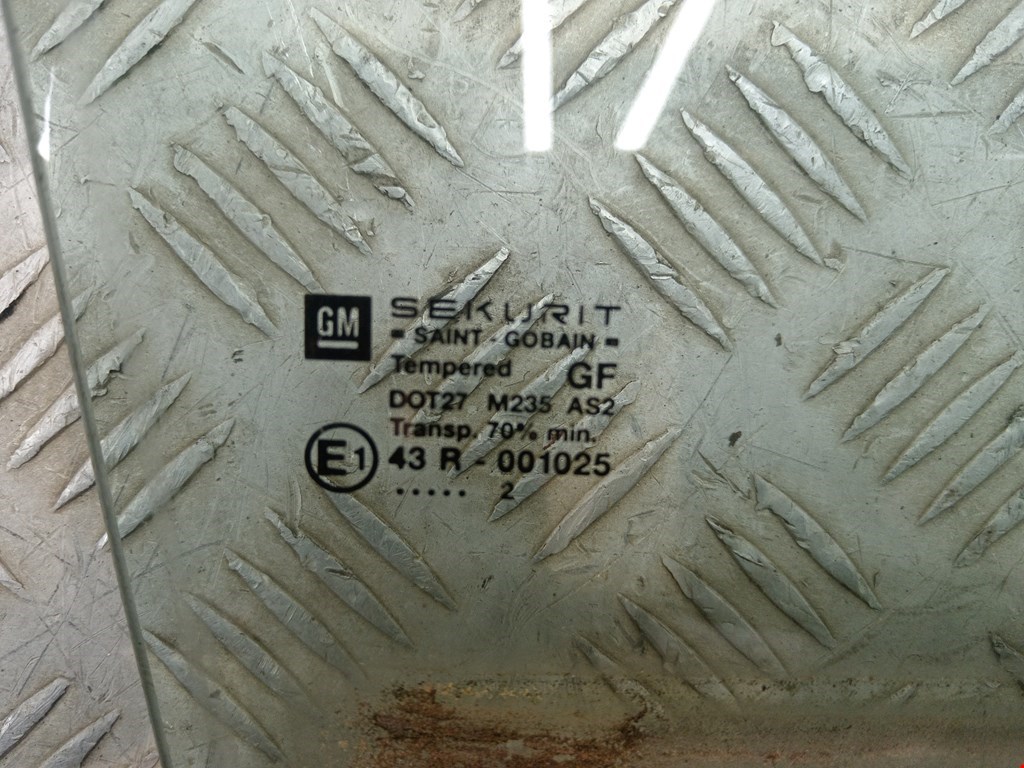 GM SEKURIT
SAINT - GOBAIN
Tempered GF
DOT27 M235 AS2
Transp. 70% min.
E1 43 R - 001025
..... 2